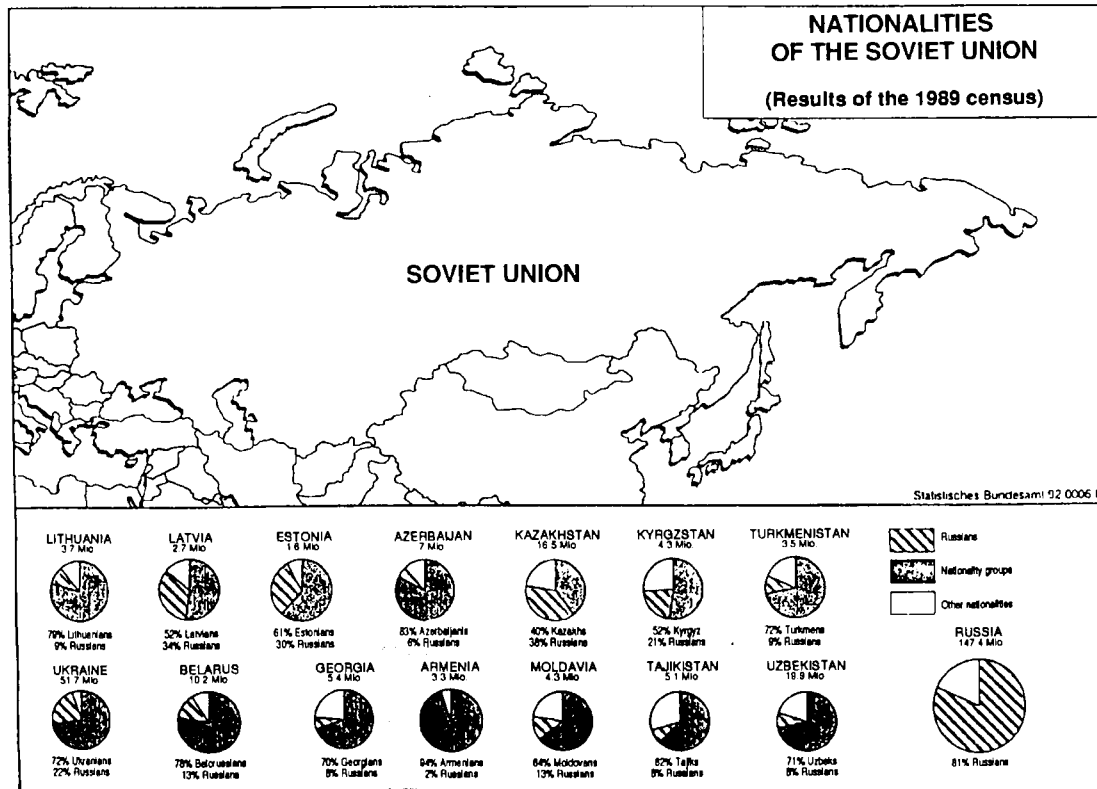 NATIONALITIES
OF THE SOVIET UNION
(Results of the 1989 census)
SOVIET UNION
Statistisches Bundesamt 92 0006
LITHUANIA
3.7 Mio
79% Lithuanians
9% Russians
LATVIA
2.7 Mio
52% Latvians
34% Russians
ESTONIA
1.6 Mio
61% Estonians
30% Russians
AZERBAIJAN
7 Mio
83% Azerbaijanis
6% Russians
KAZAKHSTAN
16.5 Mio
40% Kazakhs
38% Russians
KYRGZSTAN
4.3 Mio.
52% Kyrgyz
21% Russians
TURKMENISTAN
3.5 Mio.
72% Turkmens
9% Russians
Russians
Nationality groups
Other nationalities
UKRAINE
51.7 Mio
72% Ukranians
22% Russians
BELARUS
10.2 Mio
78% Belorussians
13% Russians
GEORGIA
5.4 Mio
70% Georgians
6% Russians
ARMENIA
3.3 Mio
94% Armenians
2% Russians
MOLDAVIA
4.3 Mio
64% Moldovans
13% Russians
TAJIKISTAN
5.1 Mio
62% Tajiks
8% Russians
UZBEKISTAN
19.9 Mio
71% Uzbeks
8% Russians
RUSSIA
147.4 Mio
81% Russians